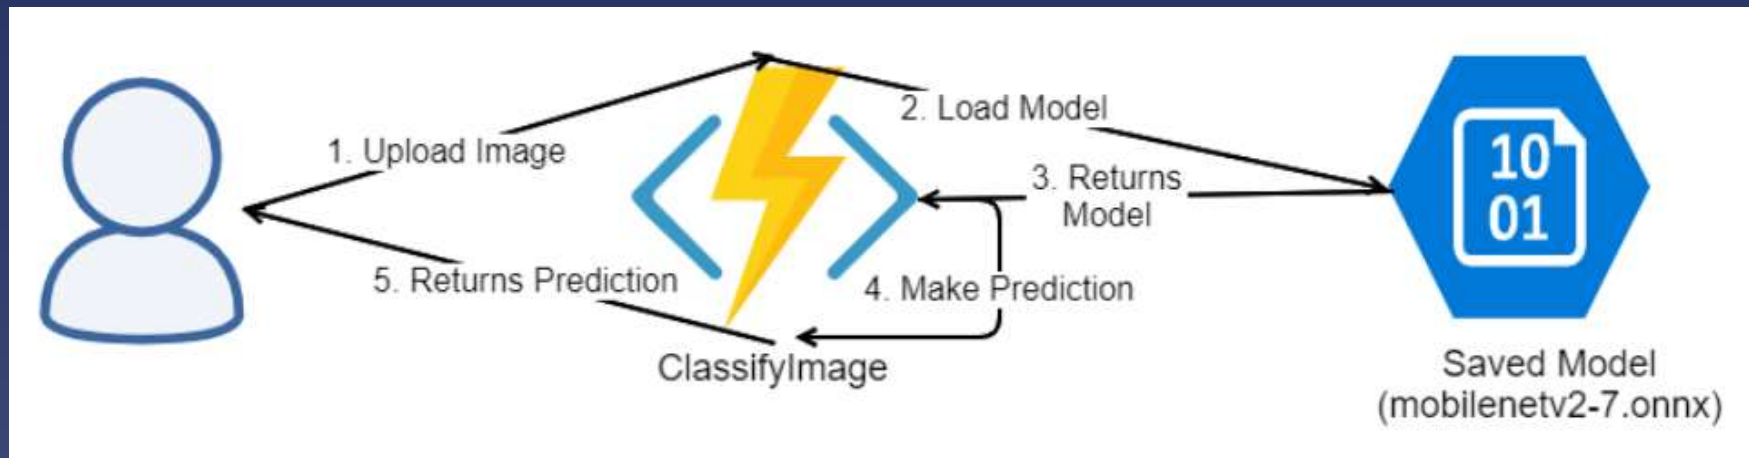 1. Upload Image
2. Load Model
3. Returns
Model
4. Make Prediction
5. Returns Prediction
ClassifyImage
10
01
Saved Model
(mobilenetv2-7.onnx)